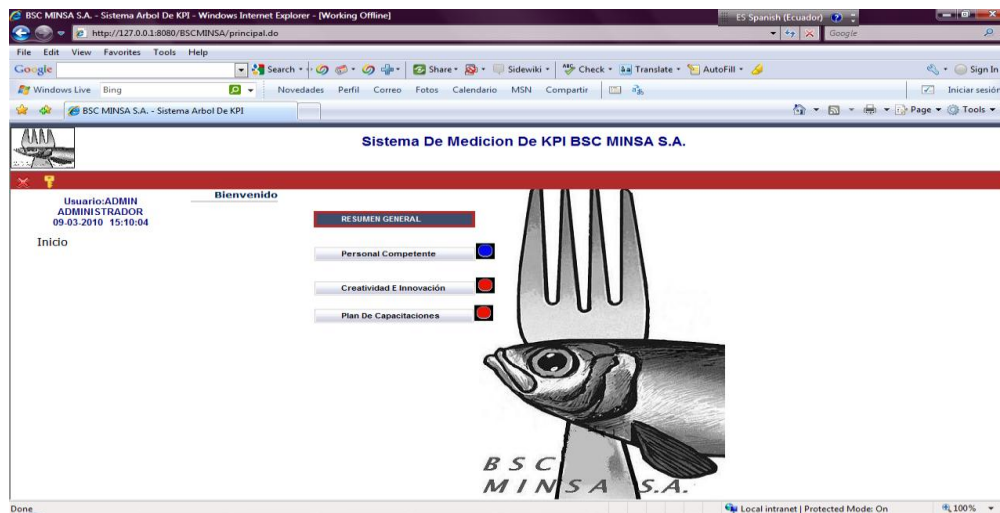 BSC MINSA S.A. - Sistema Arbol De KPI - Windows Internet Explorer - [Working Offline]
ES Spanish (Ecuador)
http://127.0.0.1:8080/BSCMINSA/principal.do
Google
File Edit View Favorites Tools Help
Google Search Share Sidewiki Check Translate AutoFill Sign In
Windows Live Bing Novedades Perfil Correo Fotos Calendario MSN Compartir Iniciar sesión
BSC MINSA S.A. - Sistema Arbol De KPI Page Tools
Sistema De Medicion De KPI BSC MINSA S.A.
Bienvenido
Usuario:ADMIN
ADMINISTRADOR
09-03-2010 15:10:04
Inicio
RESUMEN GENERAL
Personal Competente
Creatividad E Innovación
Plan De Capacitaciones
BSC
MINSA S.A.
Done Local intranet | Protected Mode: On 100%